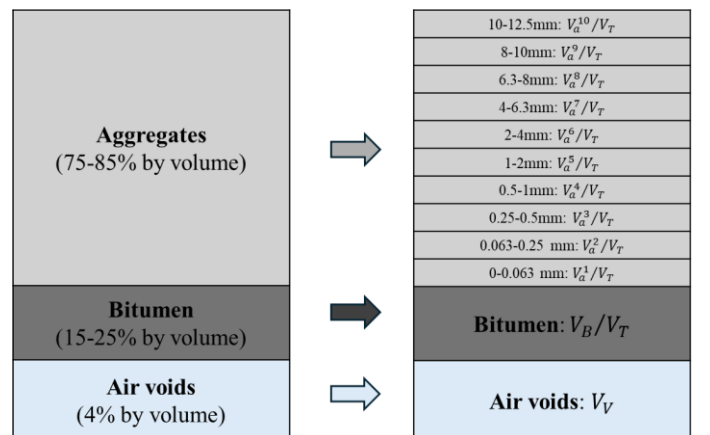 Aggregates
(75-85% by volume)
Bitumen
(15-25% by volume)
Air voids
(4% by volume)
10-12.5mm: $V_a^{10}/V_T$
8-10mm: $V_a^{9}/V_T$
6.3-8mm: $V_a^{8}/V_T$
4-6.3mm: $V_a^{7}/V_T$
2-4mm: $V_a^{6}/V_T$
1-2mm: $V_a^{5}/V_T$
0.5-1mm: $V_a^{4}/V_T$
0.25-0.5mm: $V_a^{3}/V_T$
0.063-0.25 mm: $V_a^{2}/V_T$
0-0.063 mm: $V_a^{1}/V_T$
Bitumen: $V_B/V_T$
Air voids: $V_V$